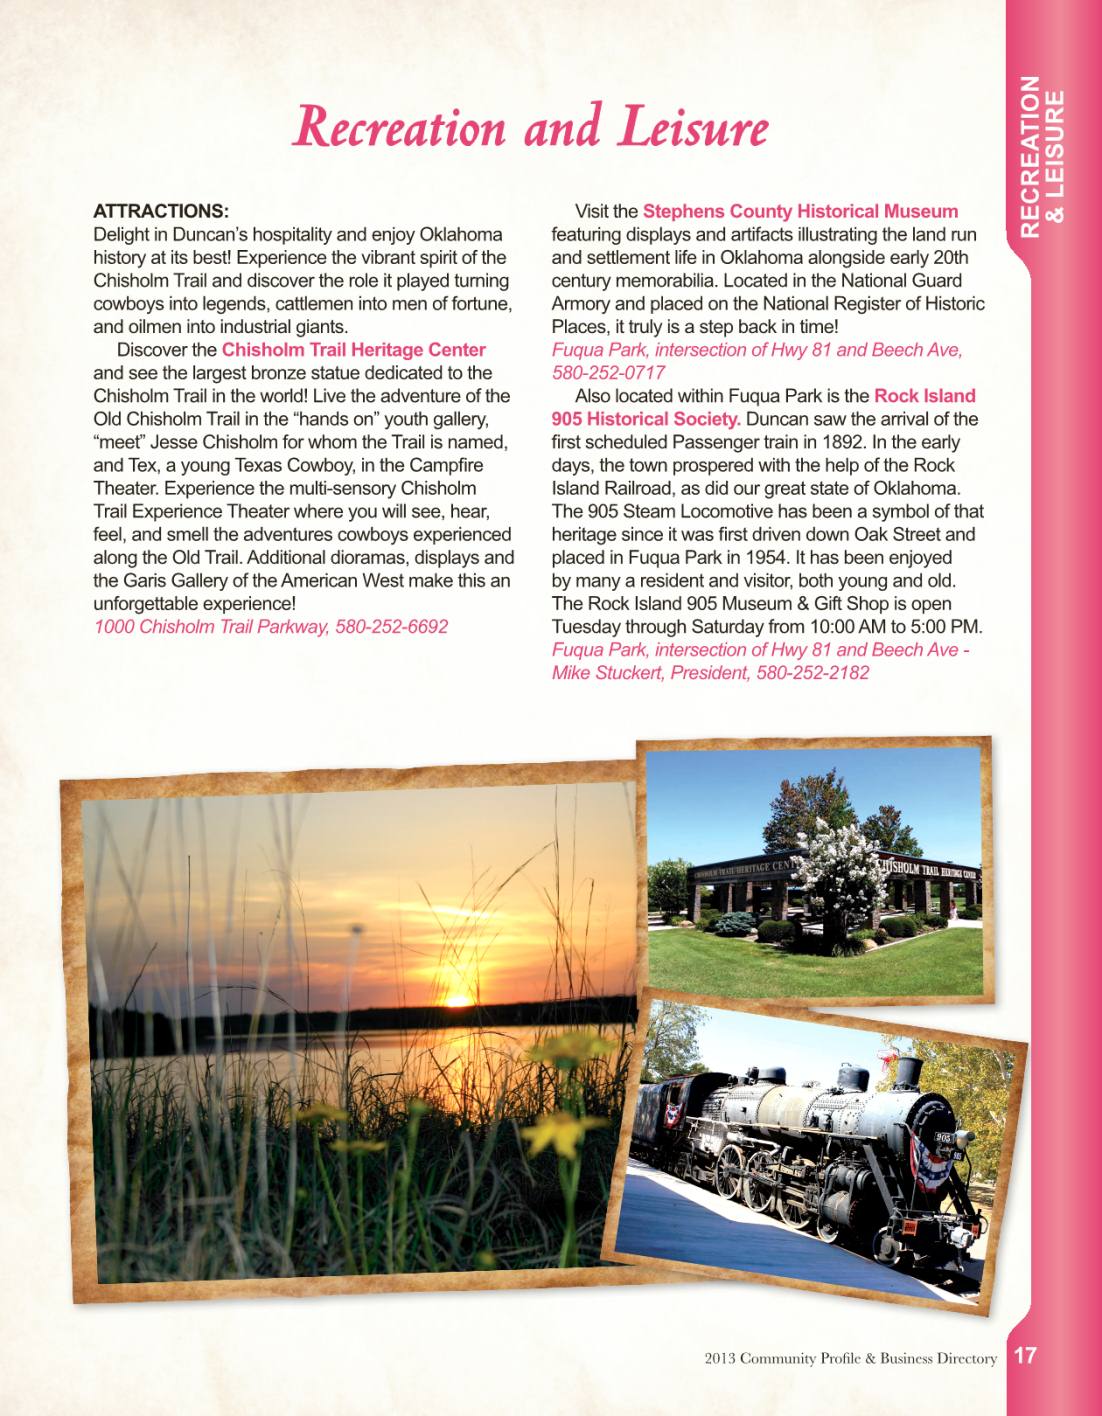 RECREATION
& LEISURE
Recreation and Leisure
ATTRACTIONS:
Delight in Duncan’s hospitality and enjoy Oklahoma
history at its best! Experience the vibrant spirit of the
Chisholm Trail and discover the role it played turning
cowboys into legends, cattlemen into men of fortune,
and oilmen into industrial giants.
Discover the Chisholm Trail Heritage Center
and see the largest bronze statue dedicated to the
Chisholm Trail in the world! Live the adventure of the
Old Chisholm Trail in the “hands on” youth gallery,
“meet” Jesse Chisholm for whom the Trail is named,
and Tex, a young Texas Cowboy, in the Campfire
Theater. Experience the multi-sensory Chisholm
Trail Experience Theater where you will see, hear,
feel, and smell the adventures cowboys experienced
along the Old Trail. Additional dioramas, displays and
the Garis Gallery of the American West make this an
unforgettable experience!
1000 Chisholm Trail Parkway, 580-252-6692
Visit the Stephens County Historical Museum
featuring displays and artifacts illustrating the land run
and settlement life in Oklahoma alongside early 20th
century memorabilia. Located in the National Guard
Armory and placed on the National Register of Historic
Places, it truly is a step back in time!
Fuqua Park, intersection of Hwy 81 and Beech Ave,
580-252-0717
Also located within Fuqua Park is the Rock Island
905 Historical Society. Duncan saw the arrival of the
first scheduled Passenger train in 1892. In the early
days, the town prospered with the help of the Rock
Island Railroad, as did our great state of Oklahoma.
The 905 Steam Locomotive has been a symbol of that
heritage since it was first driven down Oak Street and
placed in Fuqua Park in 1954. It has been enjoyed
by many a resident and visitor, both young and old.
The Rock Island 905 Museum & Gift Shop is open
Tuesday through Saturday from 10:00 AM to 5:00 PM.
Fuqua Park, intersection of Hwy 81 and Beech Ave -
Mike Stuckert, President, 580-252-2182
CHISHOLM TRAIL HERITAGE CENT
CHISHOLM TRAIL HERITAGE CENTER
905
905
2013 Community Profile & Business Directory 17